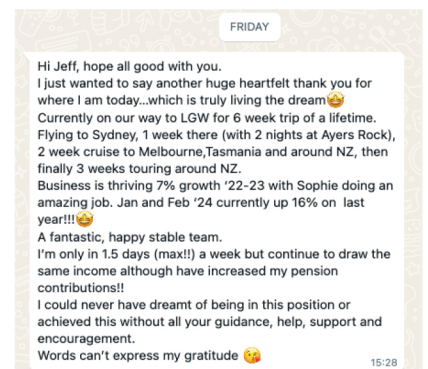 FRIDAY
Hi Jeff, hope all good with you.
I just wanted to say another huge heartfelt thank you for
where I am today...which is truly living the dream🤩
Currently on our way to LGW for 6 week trip of a lifetime.
Flying to Sydney, 1 week there (with 2 nights at Ayers Rock),
2 week cruise to Melbourne,Tasmania and around NZ, then
finally 3 weeks touring around NZ.
Business is thriving 7% growth ‘22-23 with Sophie doing an
amazing job. Jan and Feb ‘24 currently up 16% on  last
year!!!🤩
A fantastic, happy stable team.
I’m only in 1.5 days (max!!) a week but continue to draw the
same income although have increased my pension
contributions!!
I could never have dreamt of being in this position or
achieved this without all your guidance, help, support and
encouragement.
Words can’t express my gratitude 😘
15:28